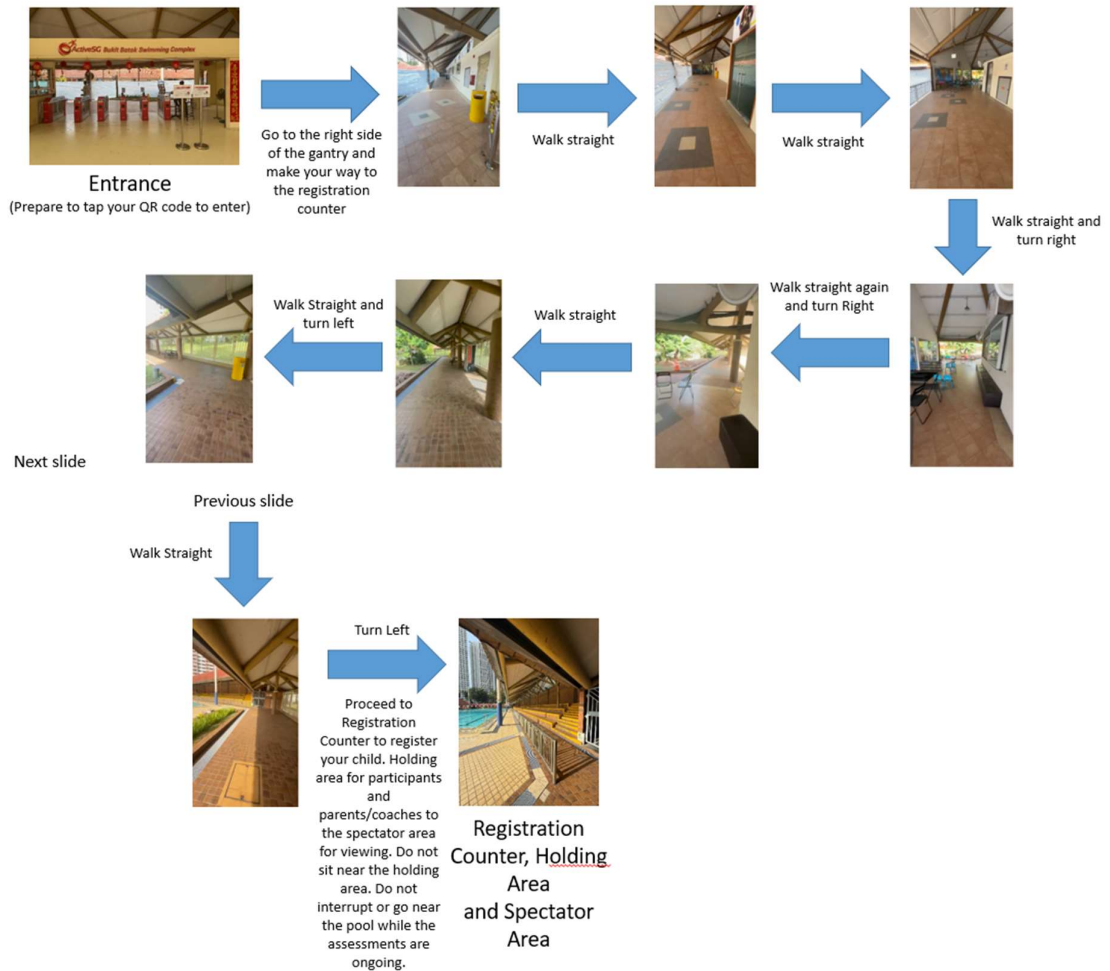 ActiveSG Bukit Batok Swimming Complex
Entrance
(Prepare to tap your QR code to enter)
Go to the right side
of the gantry and
make your way to
the registration
counter
Walk straight
Walk straight
Walk straight and
turn right
Walk straight again
and turn Right
Walk straight
Walk Straight and
turn left
Next slide
Previous slide
Walk Straight
Turn Left
Proceed to
Registration
Counter to register
your child. Holding
area for participants
and
parents/coaches to
the spectator area
for viewing. Do not
sit near the holding
area. Do not
interrupt or go near
the pool while the
assessments are
ongoing.
Registration
Counter, Holding
Area
and Spectator
Area